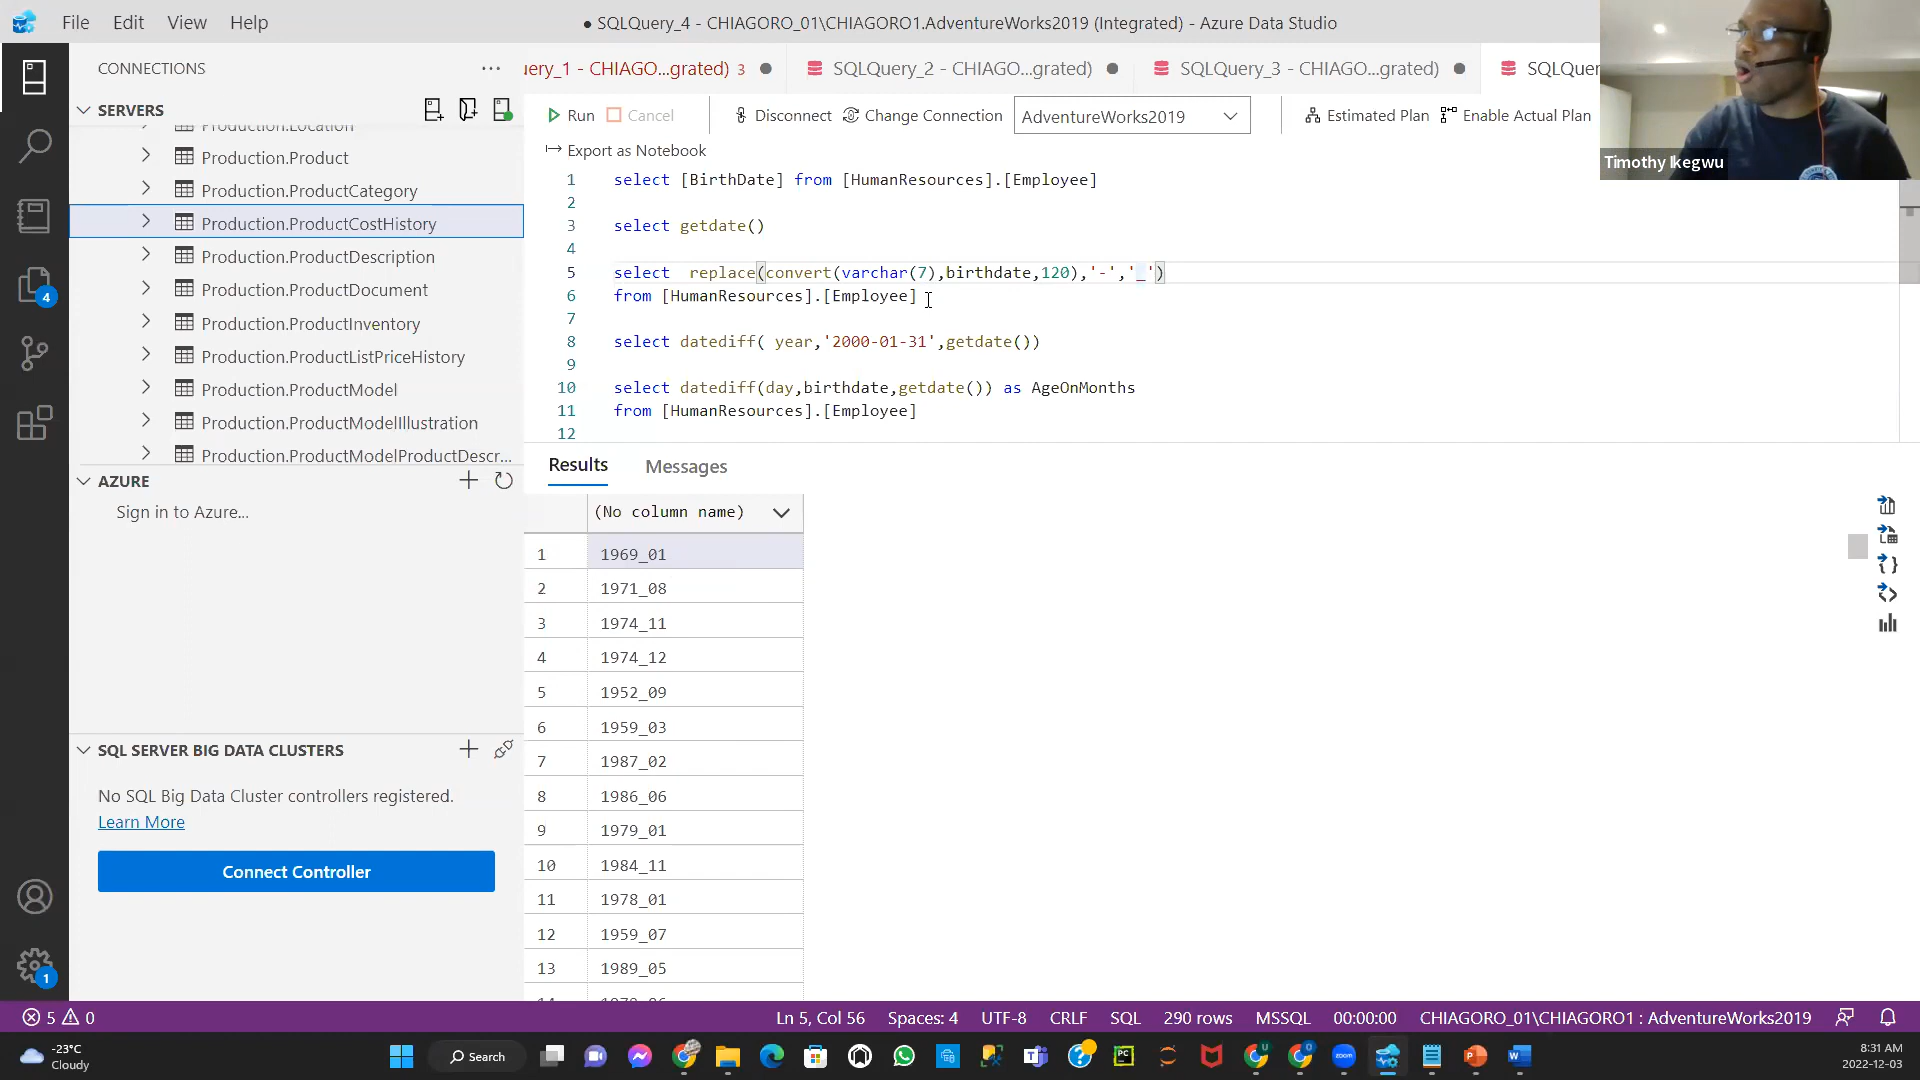 File Edit View Help
● SQLQuery_4 - CHIAGORO_01\CHIAGORO1.AdventureWorks2019 (Integrated) - Azure Data Studio
CONNECTIONS
SERVERS
Production.Location
Production.Product
Production.ProductCategory
Production.ProductCostHistory
Production.ProductDescription
Production.ProductDocument
Production.ProductInventory
Production.ProductListPriceHistory
Production.ProductModel
Production.ProductModelIllustration
Production.ProductModelProductDescr...
AZURE
Sign in to Azure...
SQL SERVER BIG DATA CLUSTERS
No SQL Big Data Cluster controllers registered.
Learn More
Connect Controller
4
1
uery_1 - CHIAGO...grated) 3
SQLQuery_2 - CHIAGO...grated)
SQLQuery_3 - CHIAGO...grated)
SQLQuer
Run Cancel Disconnect Change Connection AdventureWorks2019 Estimated Plan Enable Actual Plan
Export as Notebook
Timothy Ikegwu
1 select [BirthDate] from [HumanResources].[Employee]
2
3 select getdate()
4
5 select  replace(convert(varchar(7),birthdate,120),'-','_')
6 from [HumanResources].[Employee]
7
8 select datediff( year,'2000-01-31',getdate())
9
10 select datediff(day,birthdate,getdate()) as AgeOnMonths
11 from [HumanResources].[Employee]
12
Results Messages
(No column name)
1 1969_01
2 1971_08
3 1974_11
4 1974_12
5 1952_09
6 1959_03
7 1987_02
8 1986_06
9 1979_01
10 1984_11
11 1978_01
12 1959_07
13 1989_05
5 0 Ln 5, Col 56 Spaces: 4 UTF-8 CRLF SQL 290 rows MSSQL 00:00:00 CHIAGORO_01\CHIAGORO1 : AdventureWorks2019
-23°C
Cloudy
Search
zoom
8:31 AM
2022-12-03